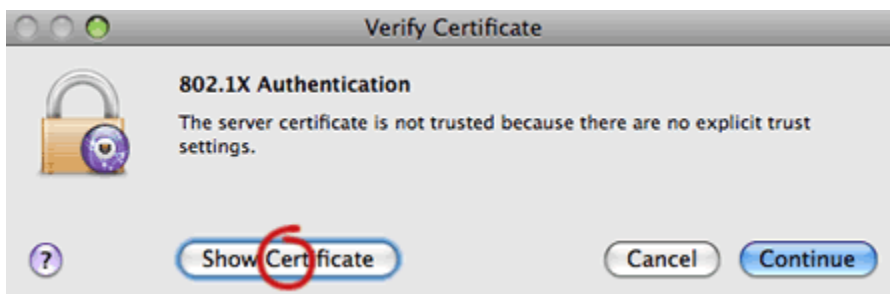 Verify Certificate
802.1X Authentication
The server certificate is not trusted because there are no explicit trust
settings.
?
Show Certificate
Cancel
Continue